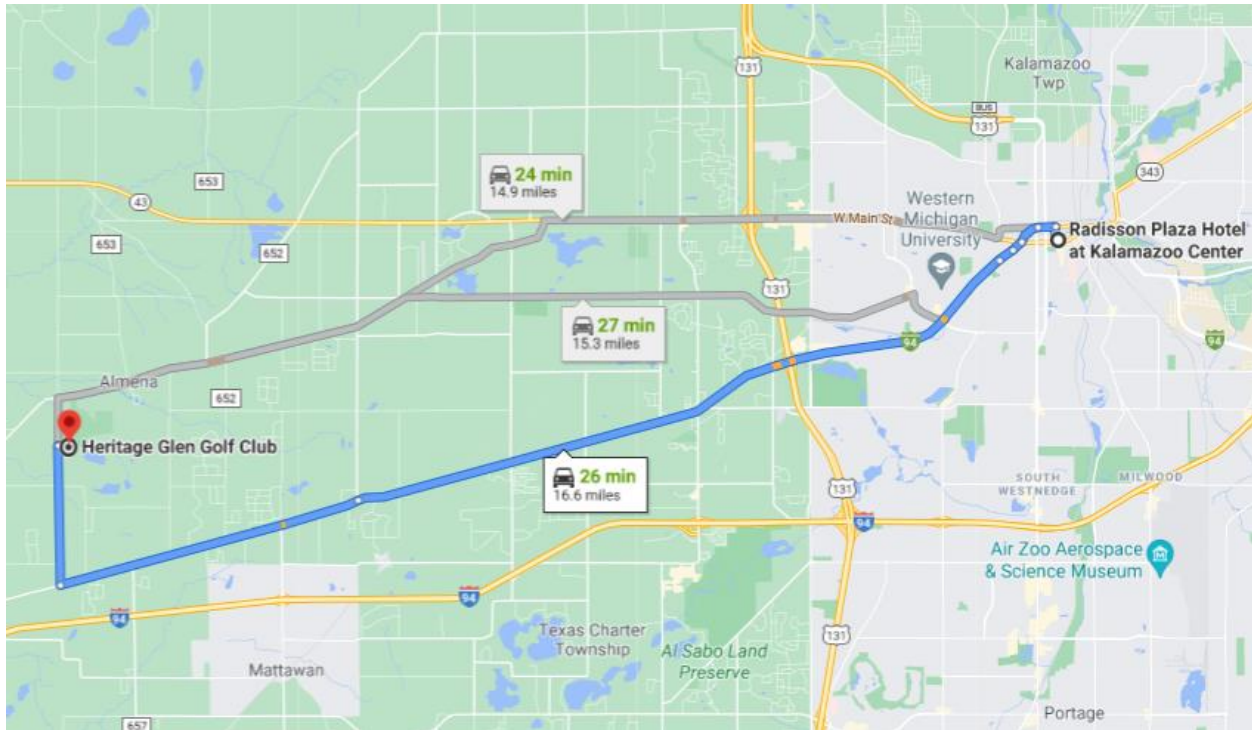 Kalamazoo
Twp
131
BUS
131
343
24 min
14.9 miles
653
43
W Main St
Western
Michigan
University
Radisson Plaza Hotel
at Kalamazoo Center
653
652
131
27 min
15.3 miles
94
94
Almena
652
Heritage Glen Golf Club
26 min
16.6 miles
SOUTH
WESTNEDGE
MILWOOD
131
94
Air Zoo Aerospace
& Science Museum
94
94
Texas Charter
Township
Al Sabo Land
Preserve
131
Mattawan
657
Portage